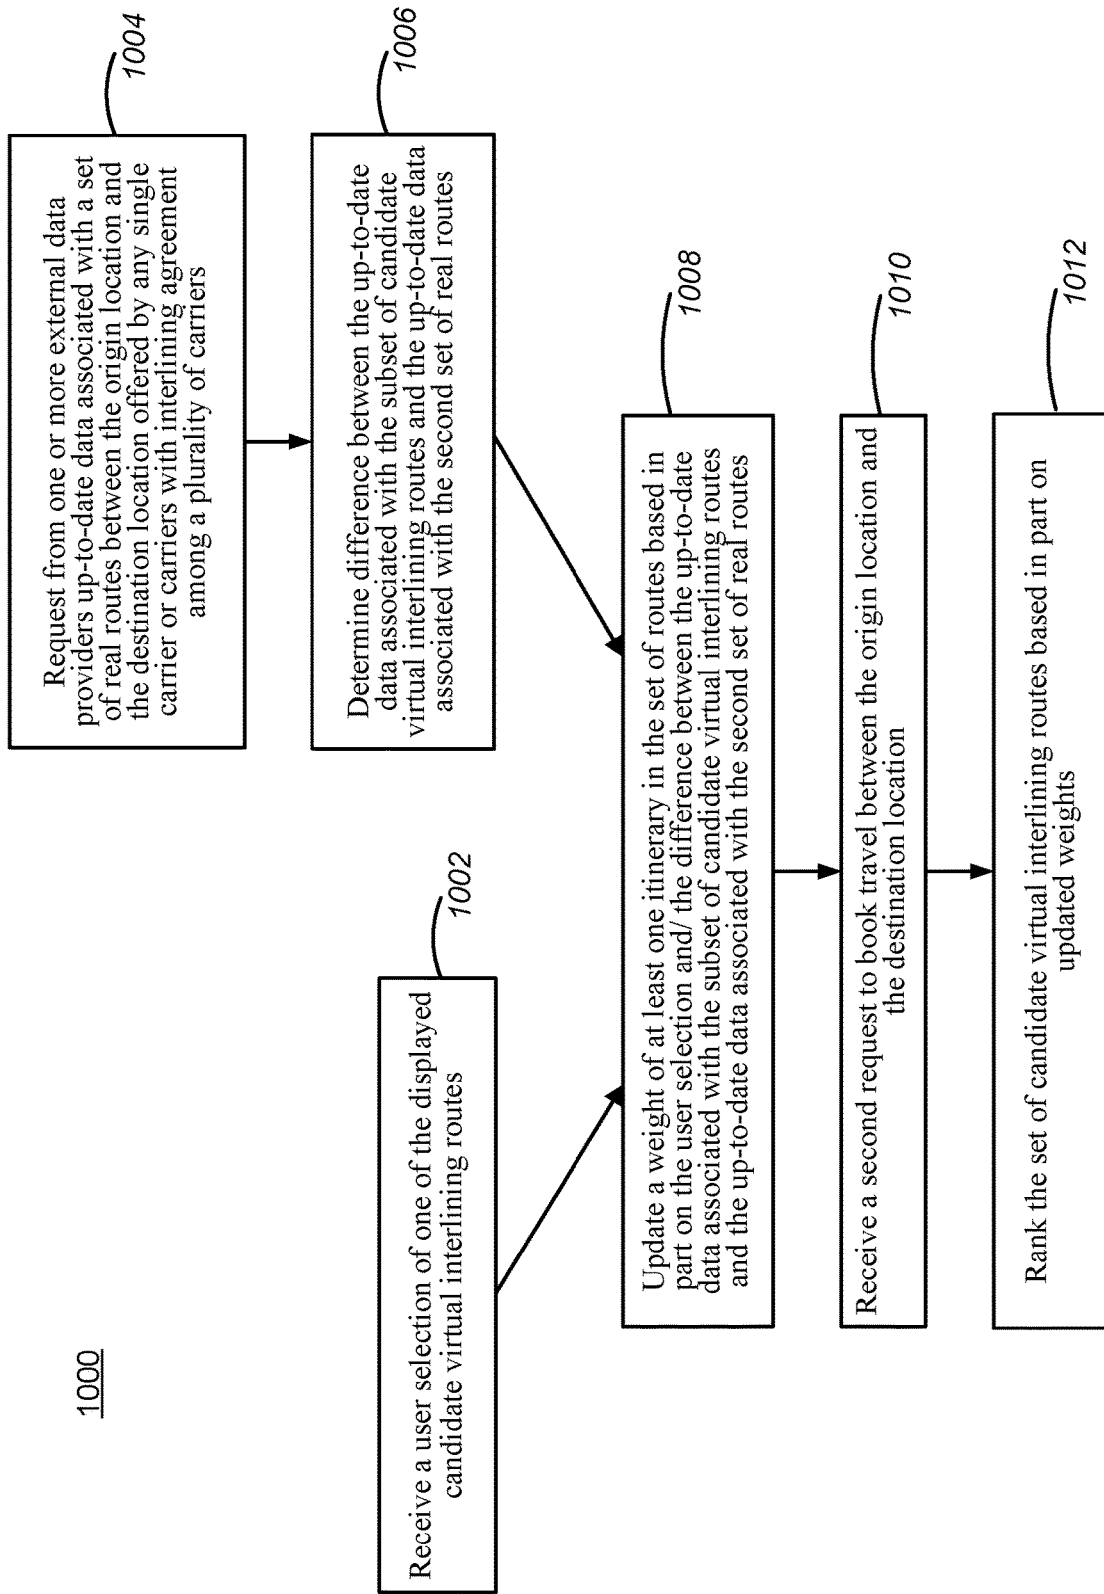 1000
Receive a user selection of one of the displayed
candidate virtual interlining routes
1002
Request from one or more external data
providers up-to-date data associated with a set
of real routes between the origin location and
the destination location offered by any single
carrier or carriers with interlining agreement
among a plurality of carriers
1004
Determine difference between the up-to-date
data associated with the subset of candidate
virtual interlining routes and the up-to-date data
associated with the second set of real routes
1006
Update a weight of at least one itinerary in the set of routes based in
part on the user selection and/ the difference between the up-to-date
data associated with the subset of candidate virtual interlining routes
and the up-to-date data associated with the second set of real routes
1008
Receive a second request to book travel between the origin location and
the destination location
1010
Rank the set of candidate virtual interlining routes based in part on
updated weights
1012